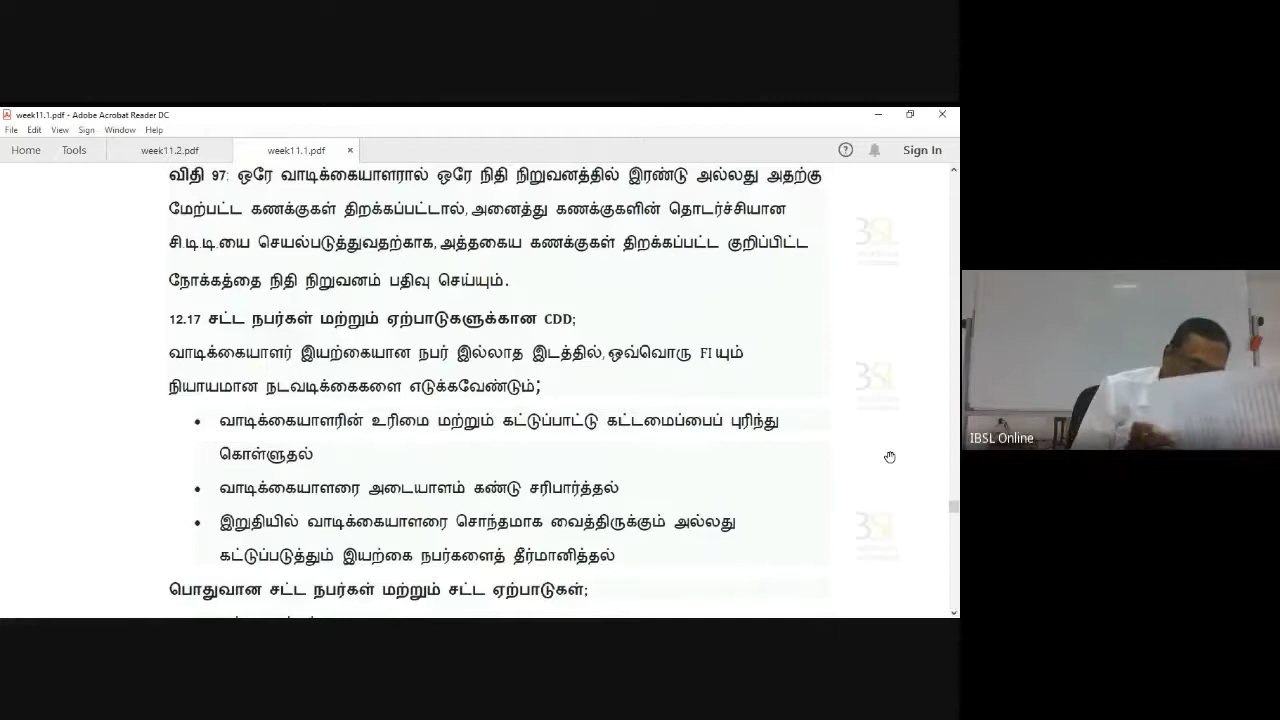 week11.1.pdf - Adobe Acrobat Reader DC
File Edit View Sign Window Help
Home Tools week11.2.pdf week11.1.pdf × Sign In
விதி 97: ஒரே வாடிக்கையாளரால் ஒரே நிதி நிறுவனத்தில் இரண்டு அல்லது அதற்கு
மேற்பட்ட கணக்குகள் திறக்கப்பட்டால், அனைத்து கணக்குகளின் தொடர்ச்சியான
சி.டி.டி.யை செயல்படுத்துவதற்காக, அத்தகைய கணக்குகள் திறக்கப்பட்ட குறிப்பிட்ட
நோக்கத்தை நிதி நிறுவனம் பதிவு செய்யும்.
12.17 சட்ட நபர்கள் மற்றும் ஏற்பாடுகளுக்கான CDD;
வாடிக்கையாளர் இயற்கையான நபர் இல்லாத இடத்தில், ஒவ்வொரு FI யும்
நியாயமான நடவடிக்கைகளை எடுக்கவேண்டும்;
• வாடிக்கையாளரின் உரிமை மற்றும் கட்டுப்பாட்டு கட்டமைப்பைப் புரிந்து
கொள்ளுதல்
• வாடிக்கையாளரை அடையாளம் கண்டு சரிபார்த்தல்
• இறுதியில் வாடிக்கையாளரை சொந்தமாக வைத்திருக்கும் அல்லது
கட்டுப்படுத்தும் இயற்கை நபர்களைத் தீர்மானித்தல்
பொதுவான சட்ட நபர்கள் மற்றும் சட்ட ஏற்பாடுகள்;
IBSL Online